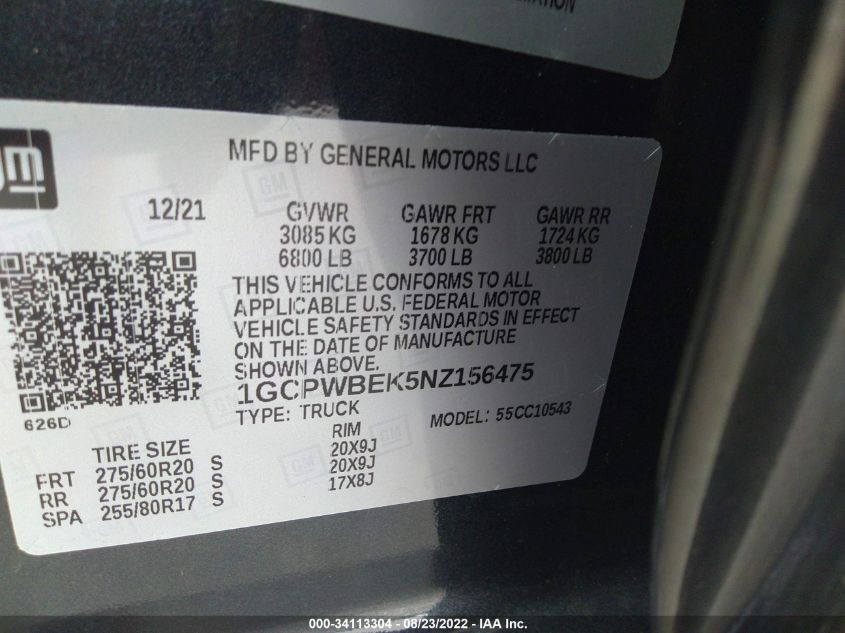 MFD BY GENERAL MOTORS LLC
12/21 GVWR GAWR FRT GAWR RR
3085 KG 1678 KG 1724 KG
6800 LB 3700 LB 3800 LB
THIS VEHICLE CONFORMS TO ALL
APPLICABLE U.S. FEDERAL MOTOR
VEHICLE SAFETY STANDARDS IN EFFECT
ON THE DATE OF MANUFACTURE
SHOWN ABOVE.
1GCPWBEK5NZ156475
TYPE: TRUCK MODEL: 55CC10543
626D
TIRE SIZE RIM
FRT 275/60R20 S 20X9J
RR 275/60R20 S 20X9J
SPA 255/80R17 S 17X8J
000-34113304 - 08/23/2022 - IAA Inc.